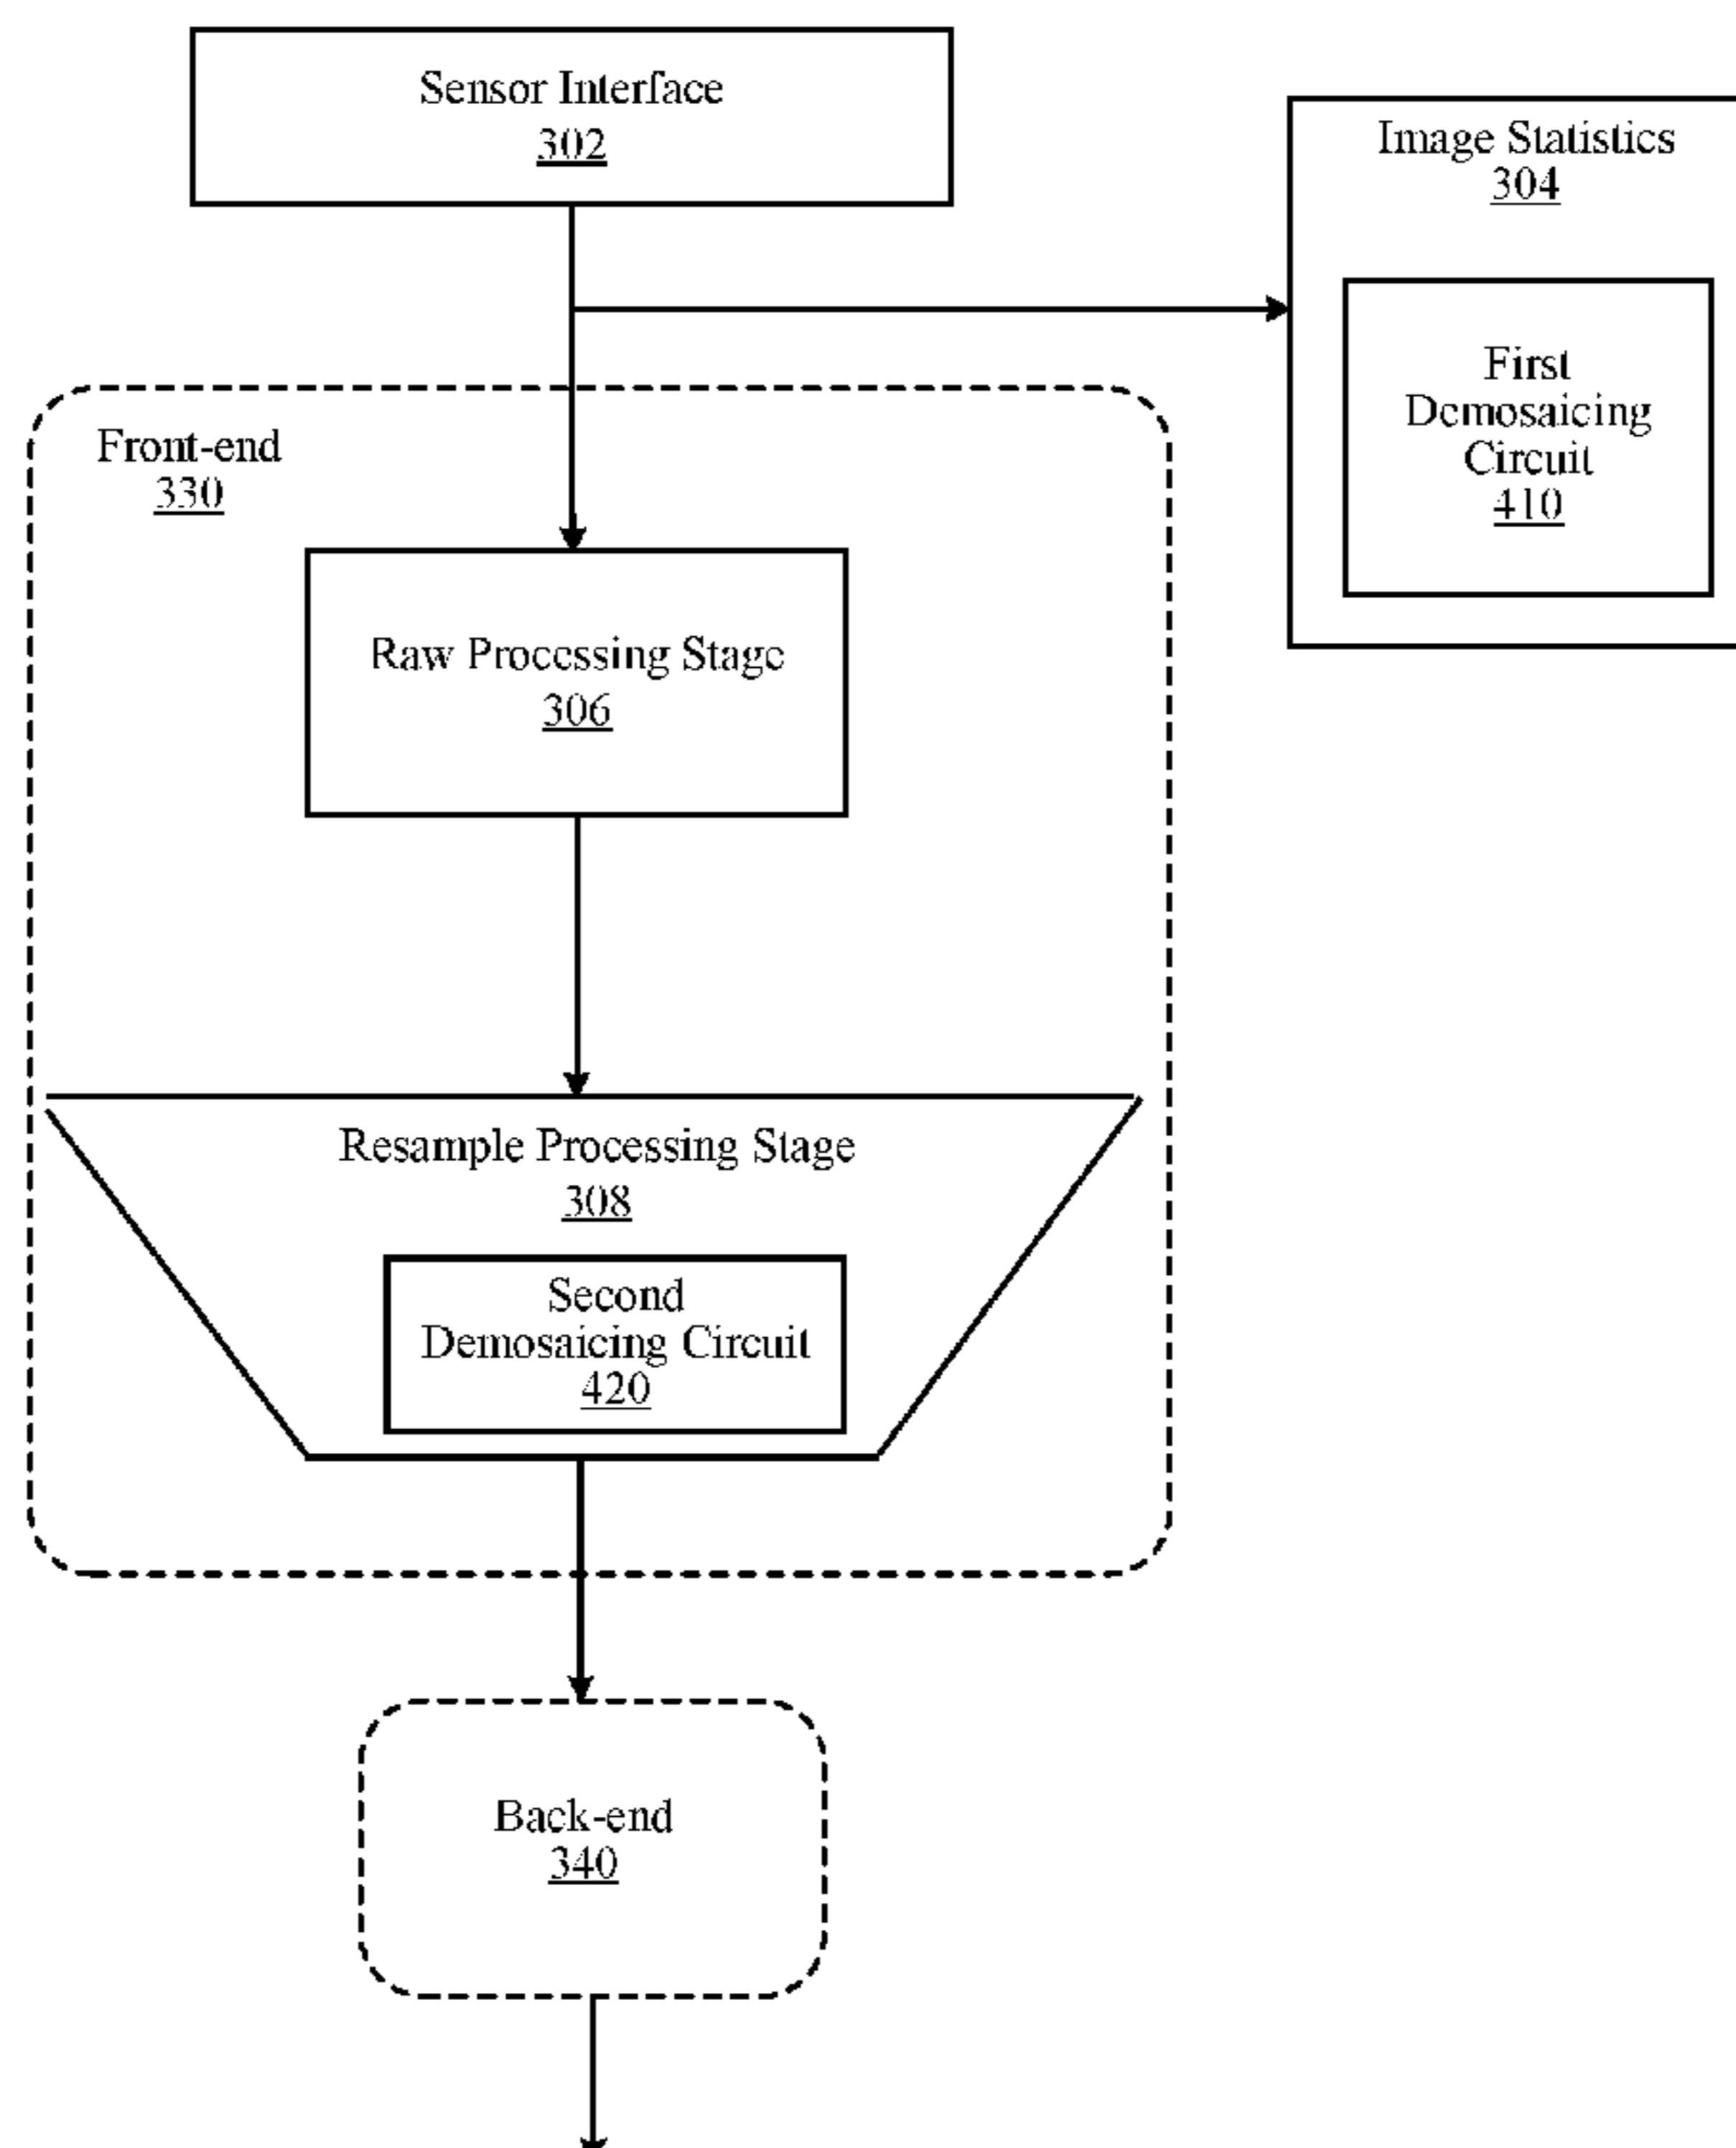 Sensor Interface
302
Image Statistics
304
First
Demosaicing
Circuit
410
Front-end
330
Raw Processing Stage
306
Resample Processing Stage
308
Second
Demosaicing Circuit
420
Back-end
340